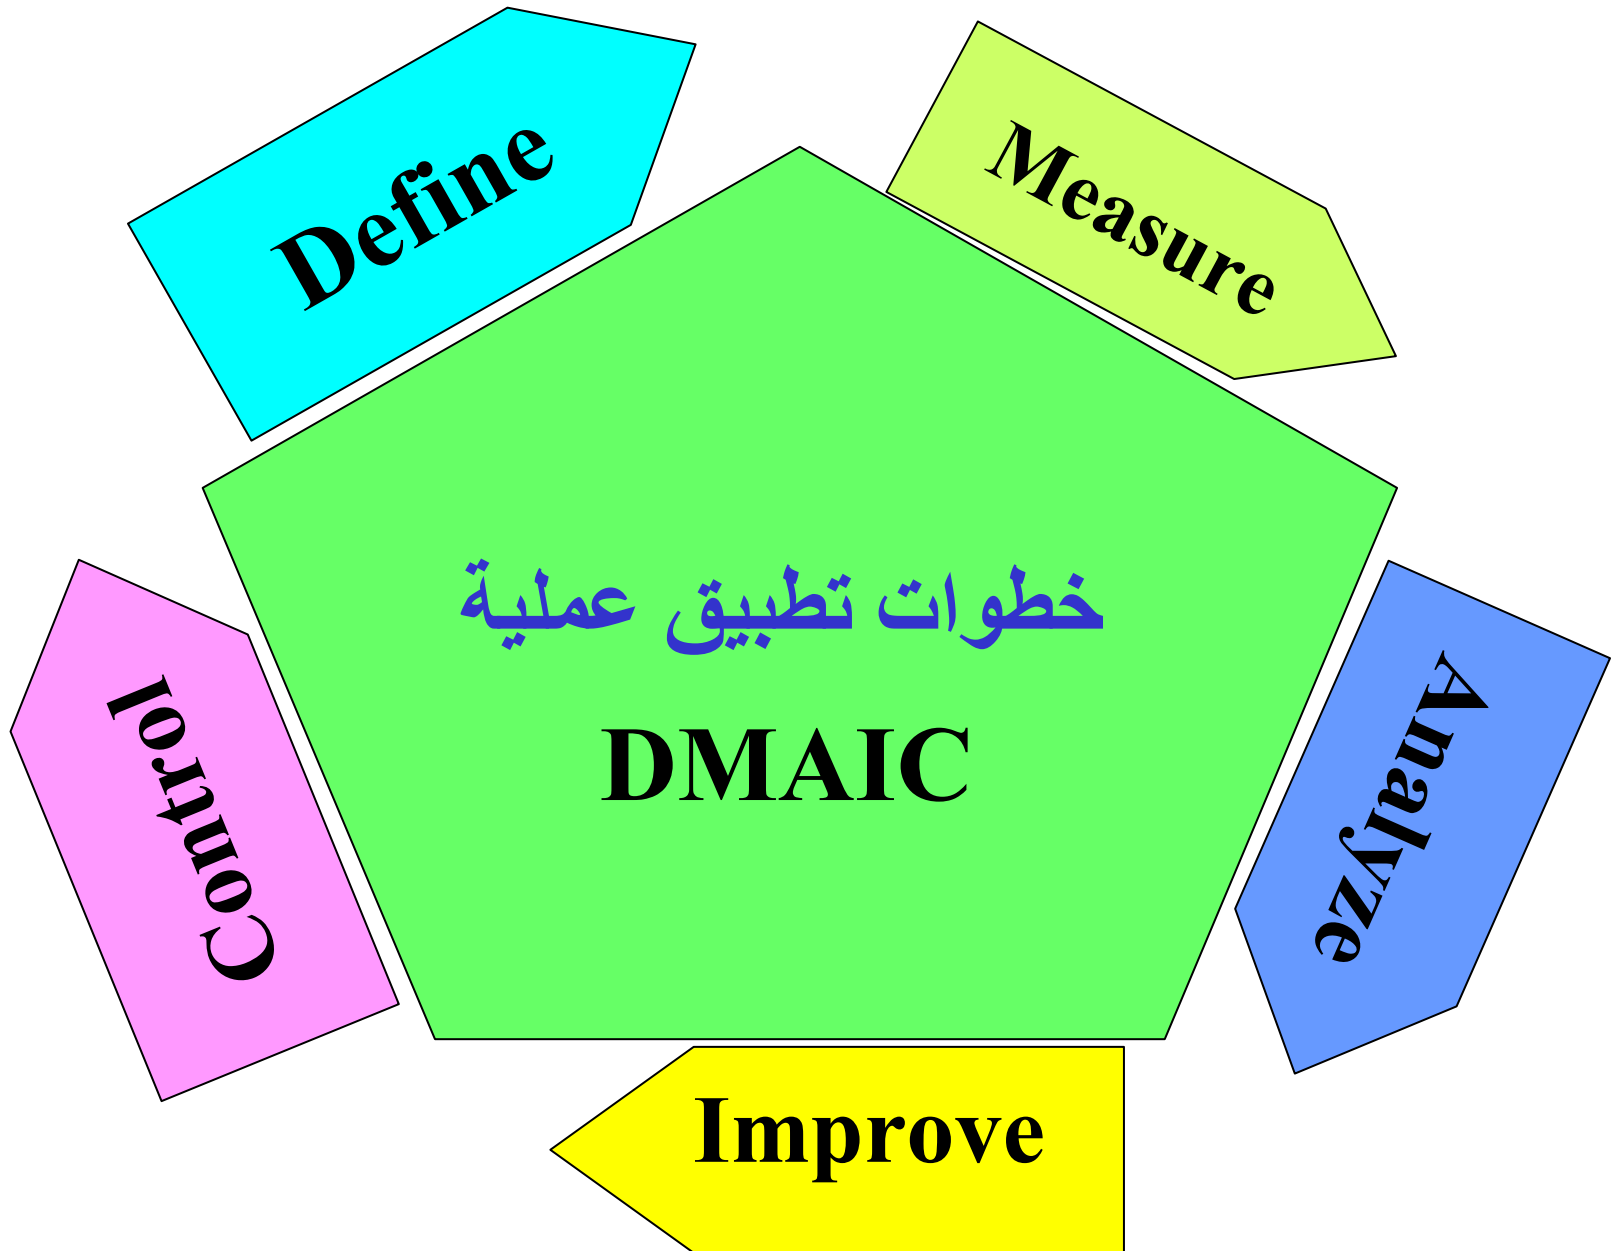 Define
Measure
خطوات تطبيق عملية
DMAIC
Analyze
Control
Improve